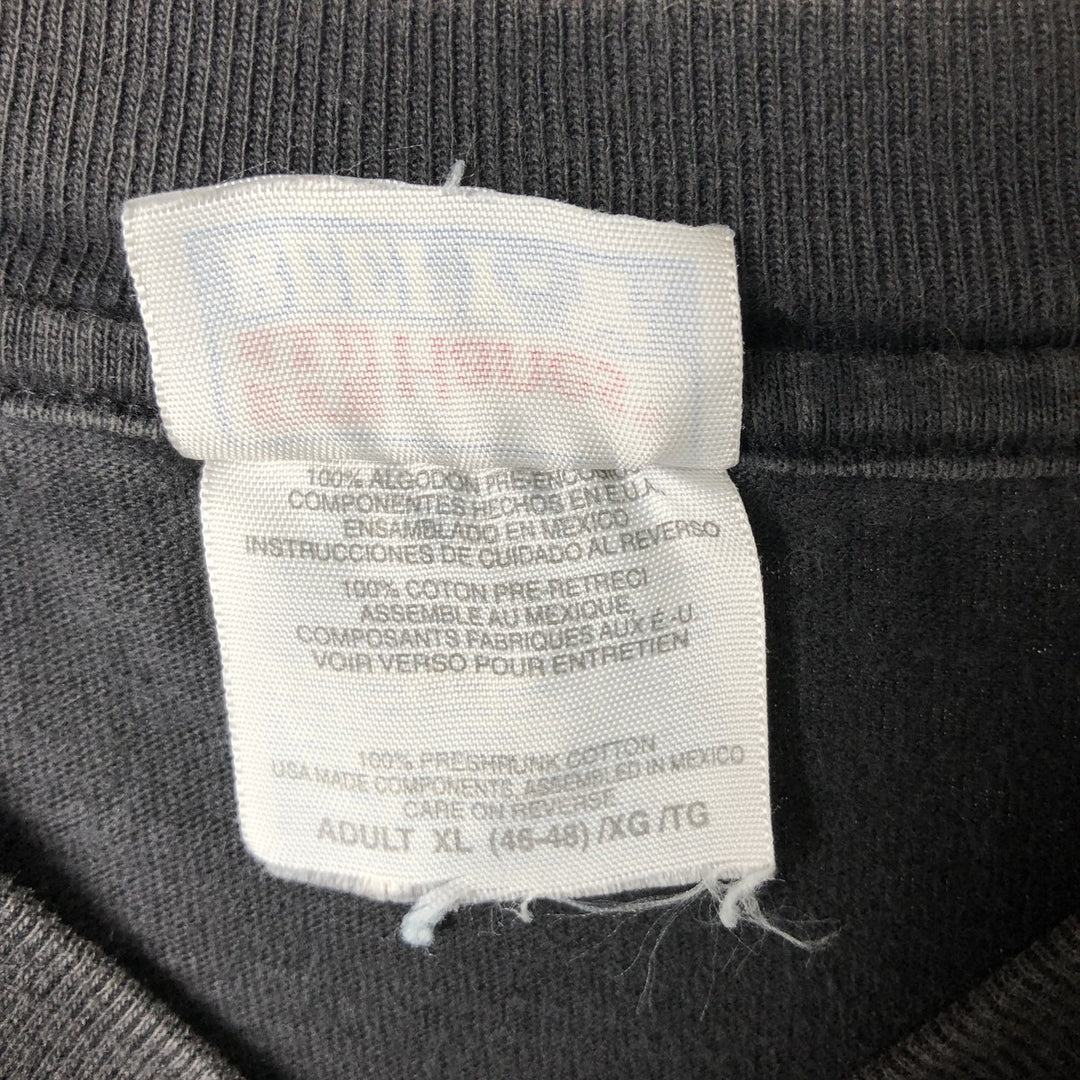 100% ALGODON PRE-ENCOGIDO
COMPONENTES HECHOS EN E.U.A.
ENSAMBLADO EN MEXICO
INSTRUCCIONES DE CUIDADO AL REVERSO
100% COTON PRE-RETRECI
ASSEMBLE AU MEXIQUE,
COMPOSANTS FABRIQUES AUX É.-U
VOIR VERSO POUR ENTRETIEN
100% PRESHRUNK COTTON
USA MADE COMPONENTS, ASSEMBLED IN MEXICO
CARE ON REVERSE
ADULT XL (46-48) /XG /TG